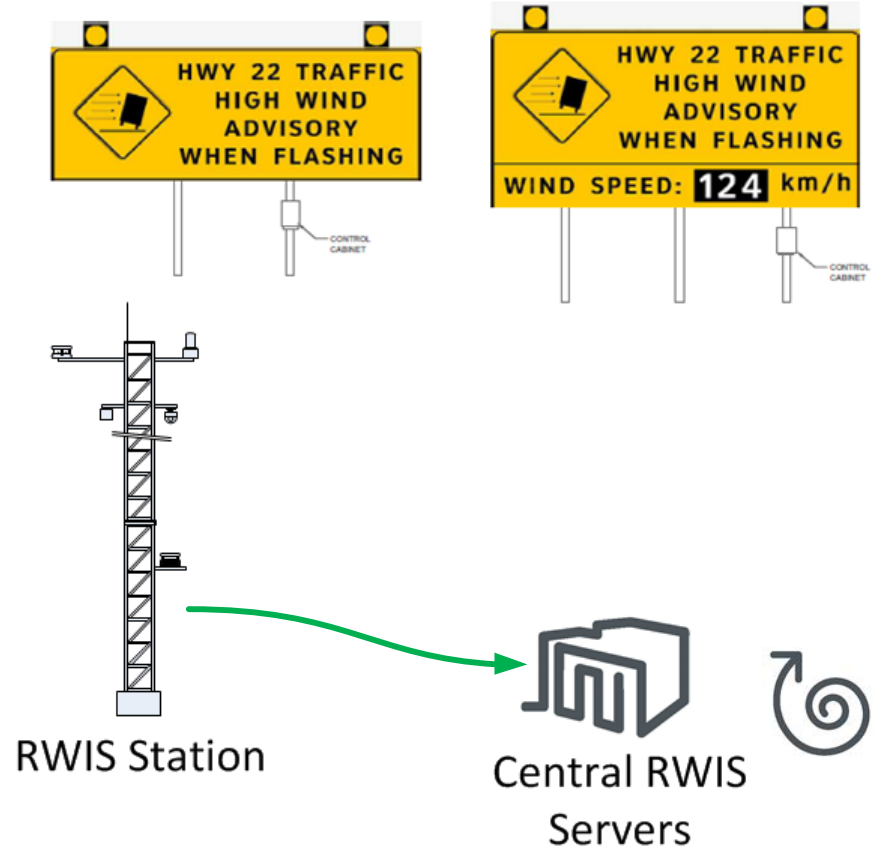 HWY 22 TRAFFIC
HIGH WIND
ADVISORY
WHEN FLASHING
CONTROL
CABINET
HWY 22 TRAFFIC
HIGH WIND
ADVISORY
WHEN FLASHING
WIND SPEED: 124 km/h
CONTROL
CABINET
RWIS Station
Central RWIS
Servers